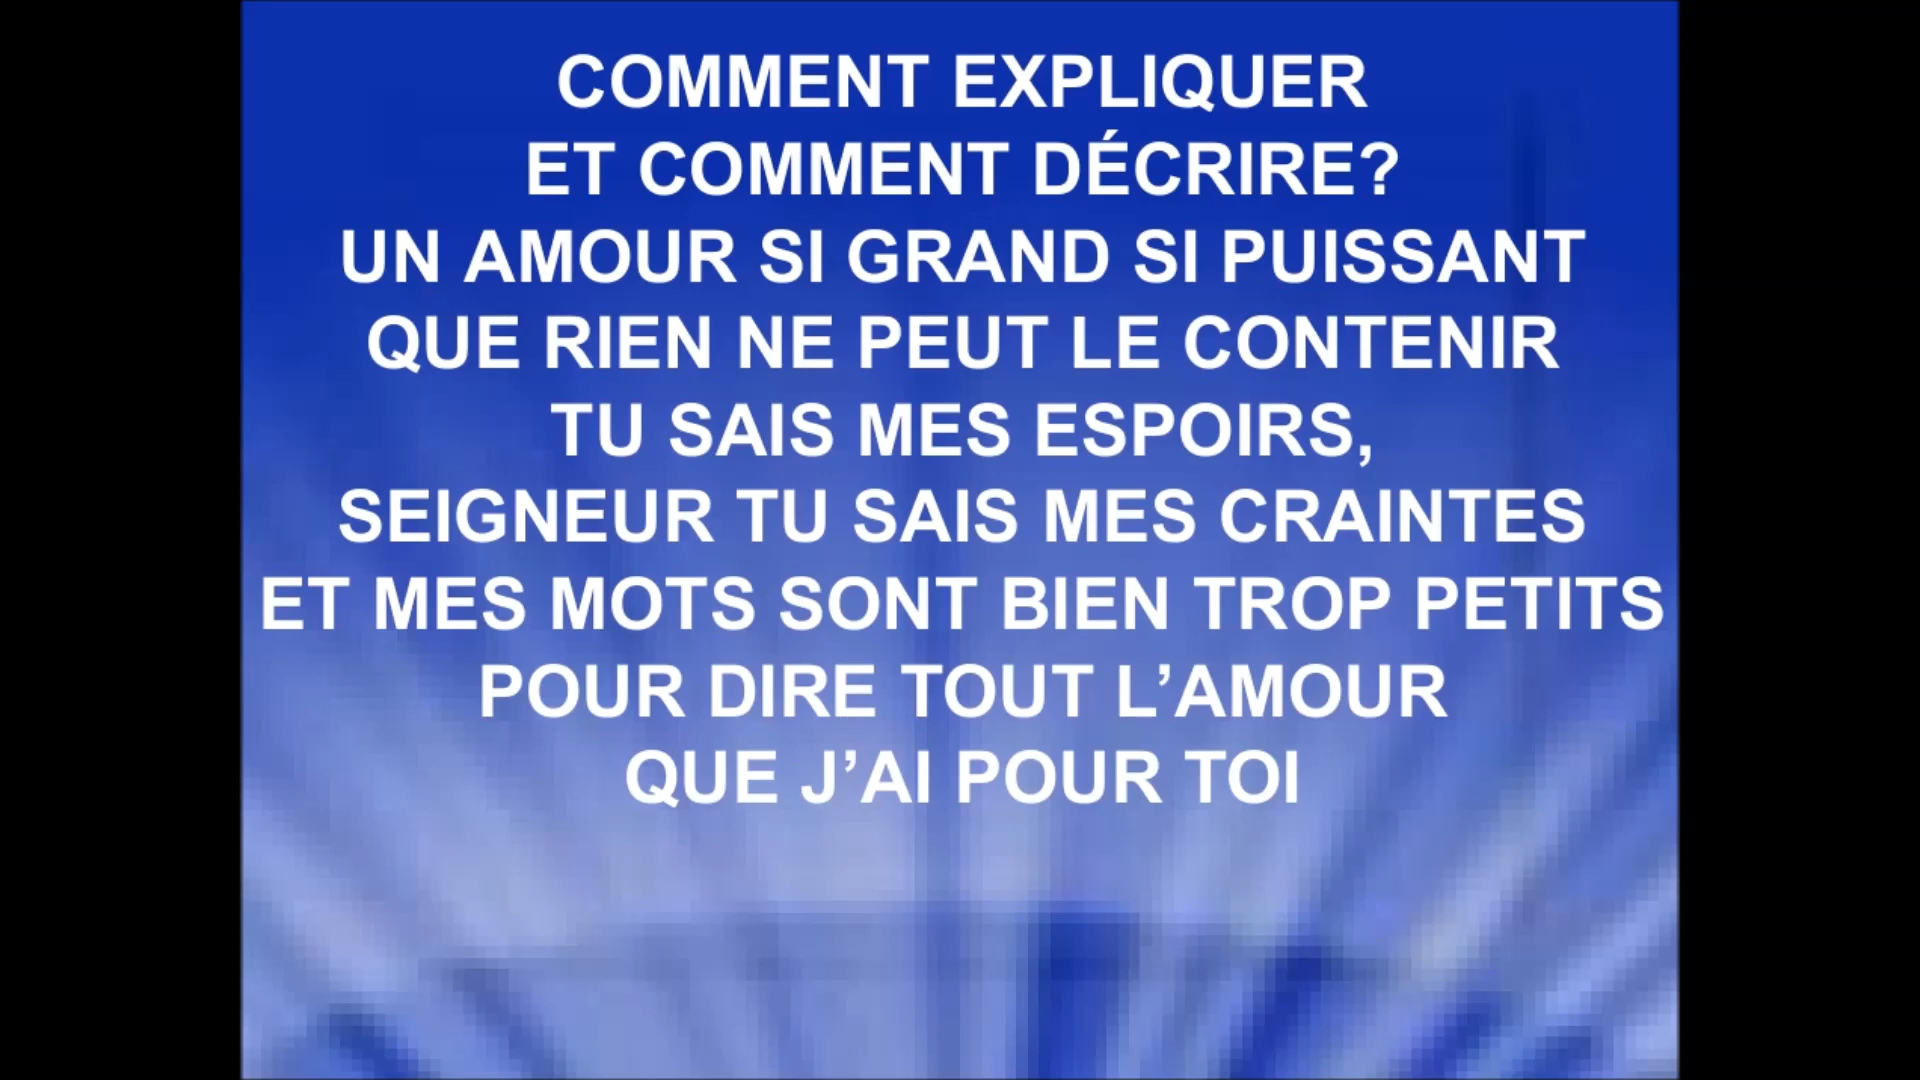 COMMENT EXPLIQUER
ET COMMENT DÉCRIRE?
UN AMOUR SI GRAND SI PUISSANT
QUE RIEN NE PEUT LE CONTENIR
TU SAIS MES ESPOIRS,
SEIGNEUR TU SAIS MES CRAINTES
ET MES MOTS SONT BIEN TROP PETITS
POUR DIRE TOUT L’AMOUR
QUE J’AI POUR TOI